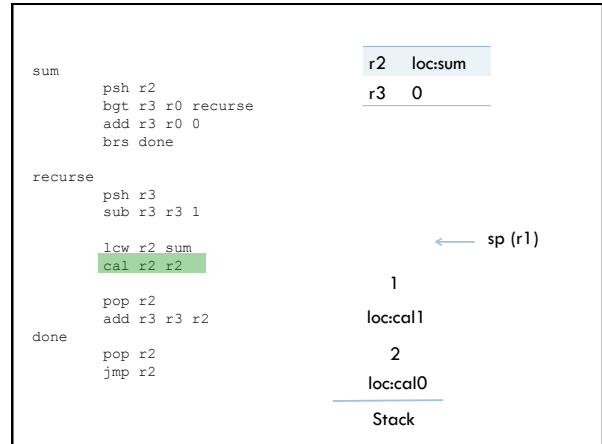 sum
psh r2
bgt r3 r0 recurse
add r3 r0 0
brs done
recurse
psh r3
sub r3 r3 1
lcw r2 sum
cal r2 r2
pop r2
add r3 r3 r2
done
pop r2
jmp r2
r2 loc:sum
r3 0
sp (r1)
1
loc:cal1
2
loc:cal0
Stack